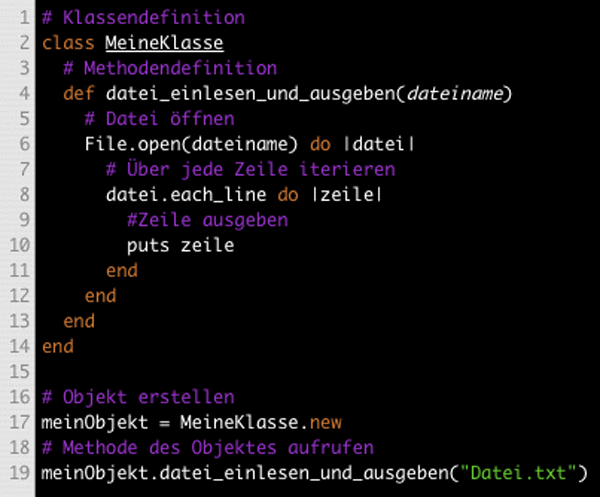 1 # Klassendefinition
2 class MeineKlasse
3   # Methodendefinition
4   def datei_einlesen_und_ausgeben(dateiname)
5     # Datei öffnen
6     File.open(dateiname) do |datei|
7       # Über jede Zeile iterieren
8       datei.each_line do |zeile|
9         #Zeile ausgeben
10         puts zeile
11       end
12     end
13   end
14 end
15
16 # Objekt erstellen
17 meinObjekt = MeineKlasse.new
18 # Methode des Objektes aufrufen
19 meinObjekt.datei_einlesen_und_ausgeben("Datei.txt")